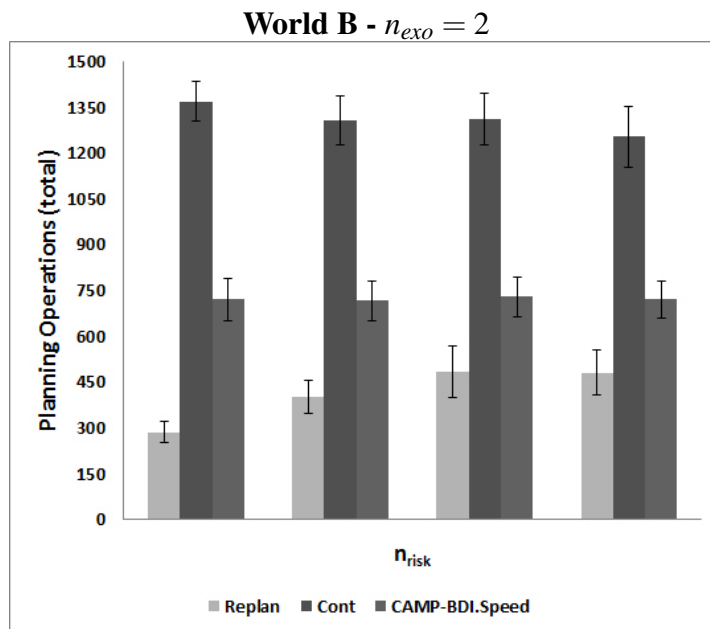 World B - n_exo = 2
Planning Operations (total)
1500
1350
1200
1050
900
750
600
450
300
150
0
n_risk
Replan Cont CAMP-BDI.Speed